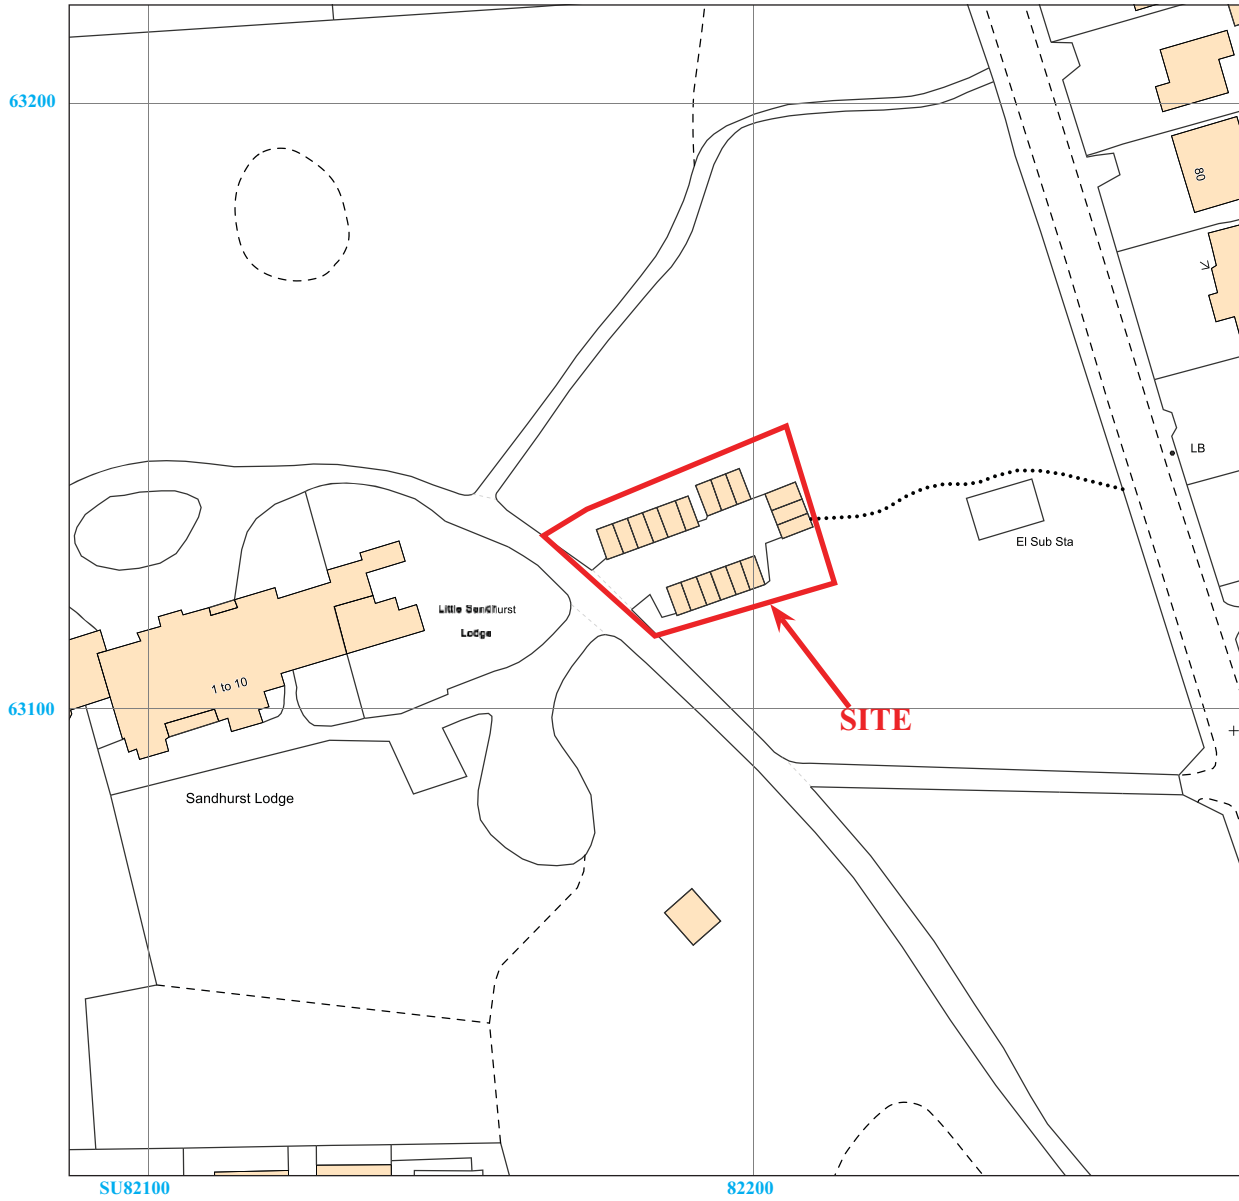 63200
80
LB
El Sub Sta
Little Sandhurst
Lodge
1 to 10
63100
SITE
Sandhurst Lodge
SU82100
82200